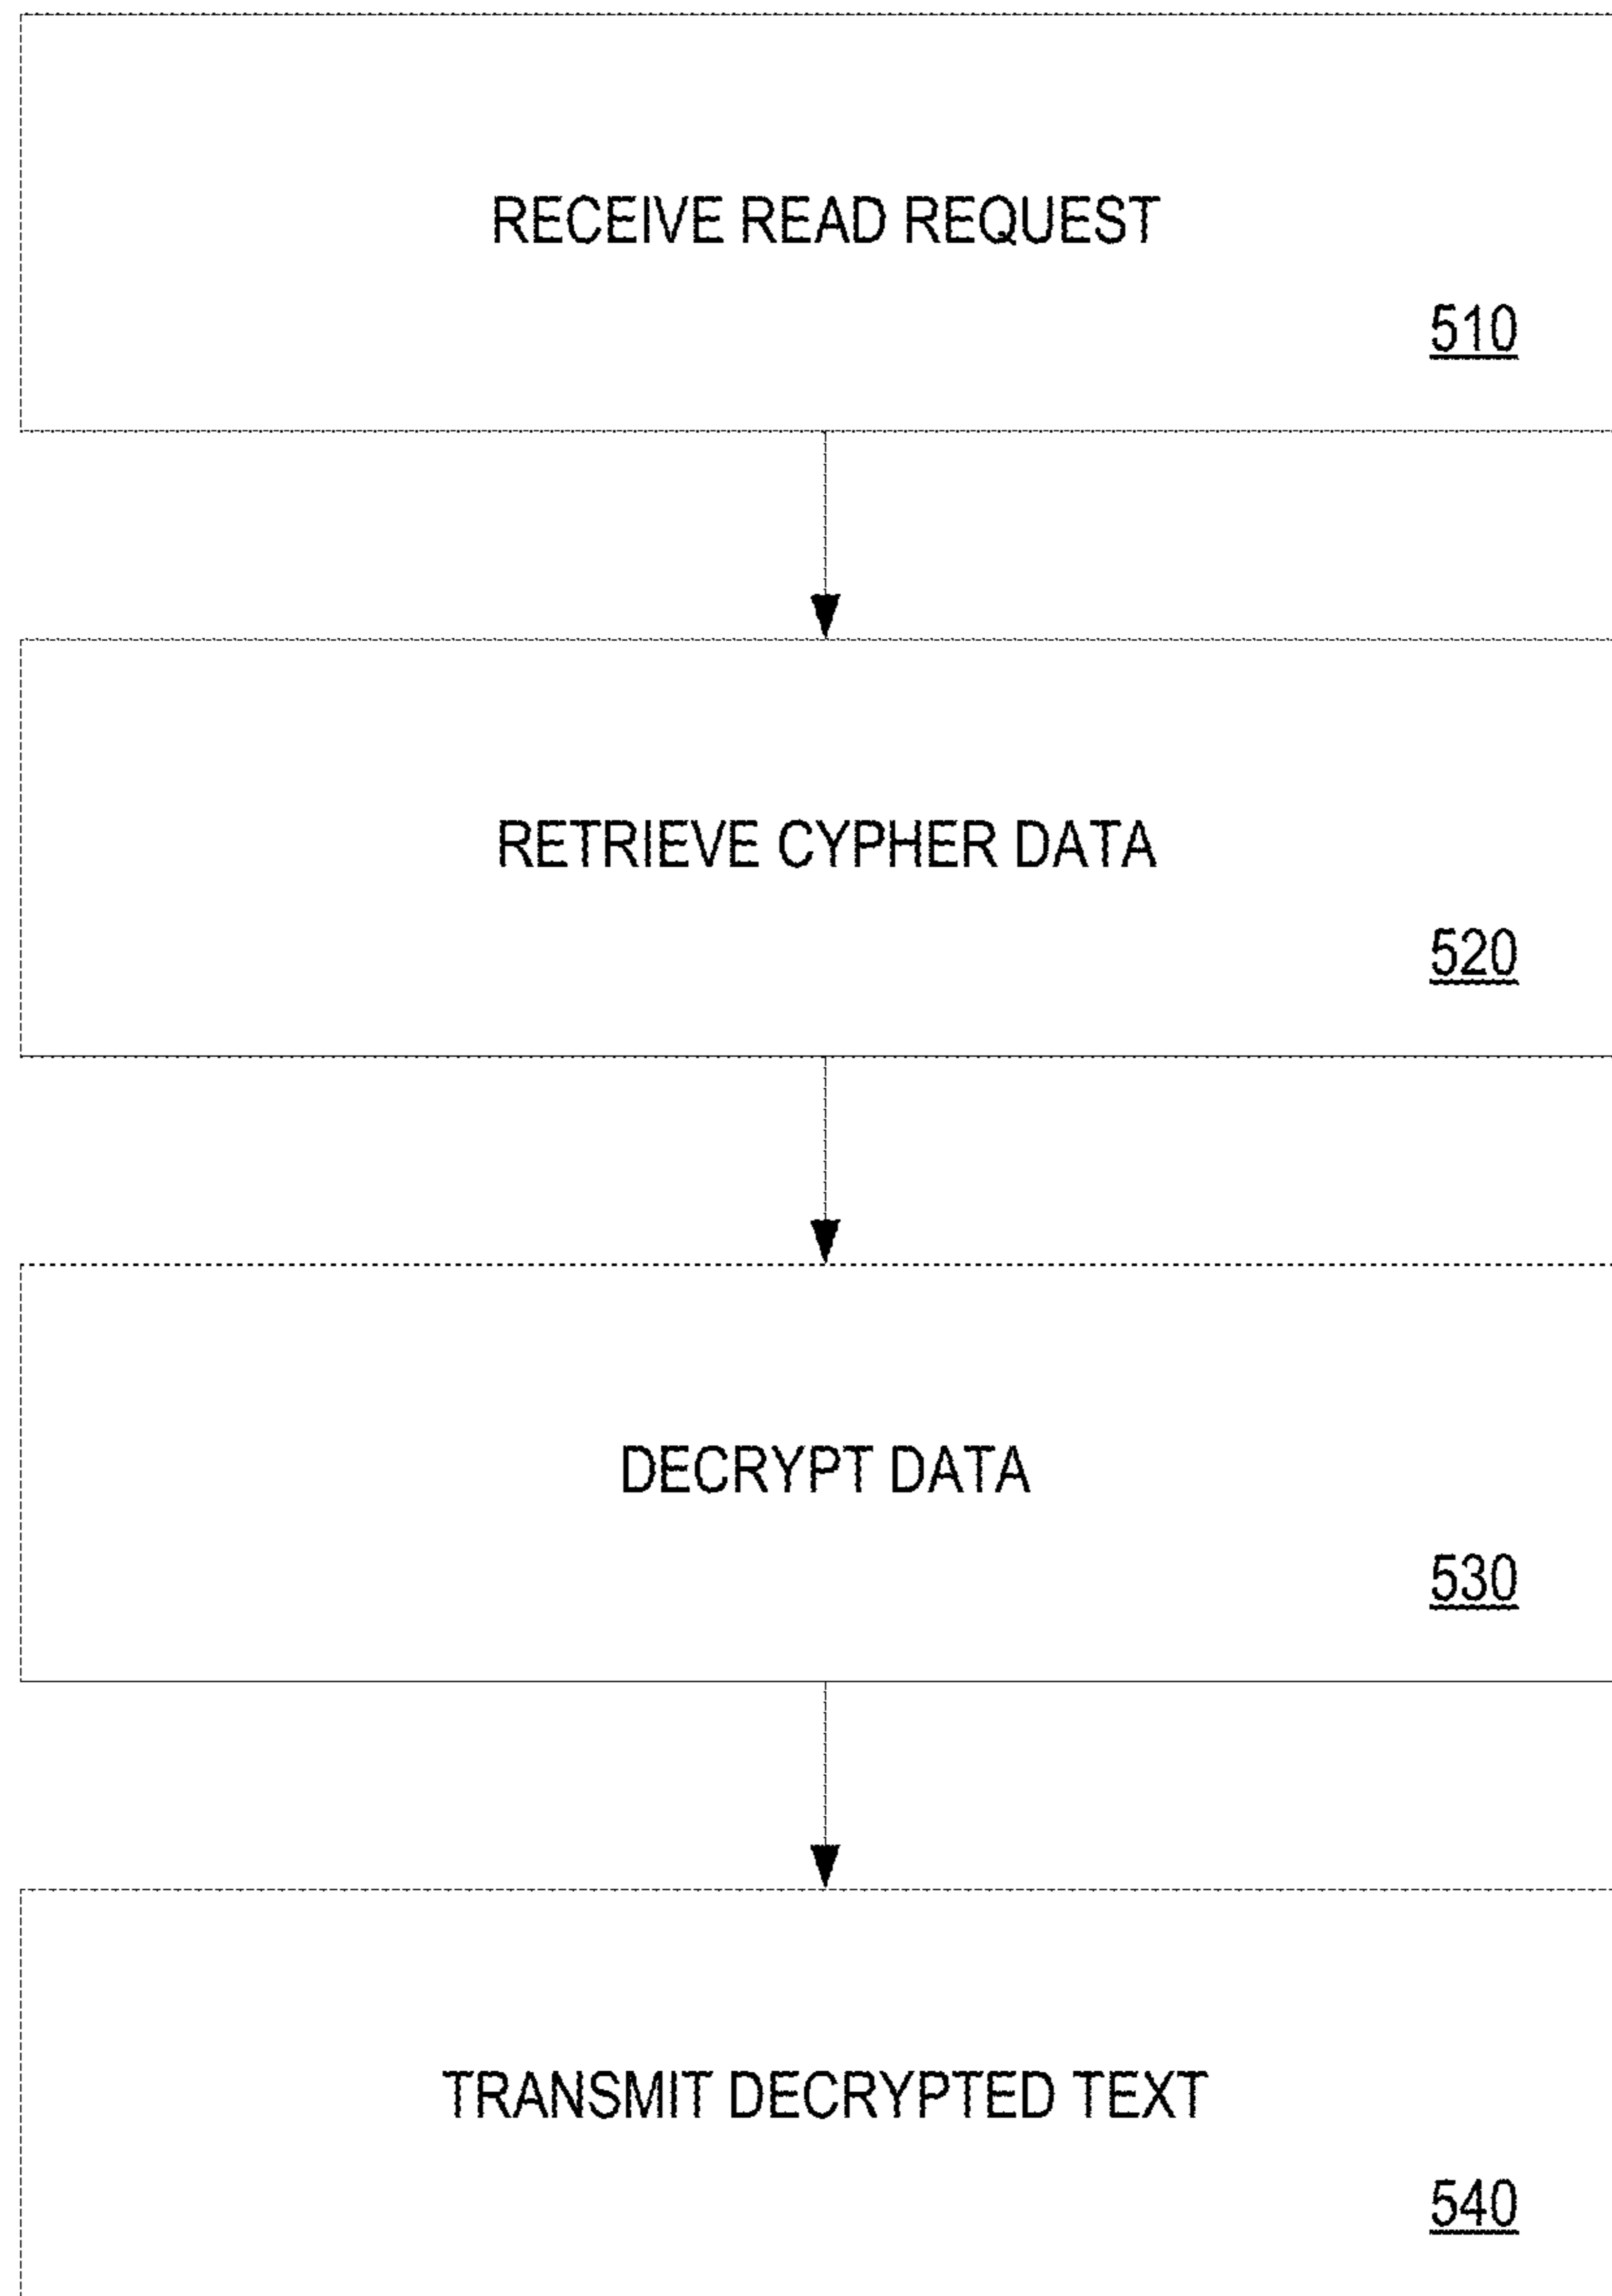 RECEIVE READ REQUEST
510
RETRIEVE CYPHER DATA
520
DECRYPT DATA
530
TRANSMIT DECRYPTED TEXT
540